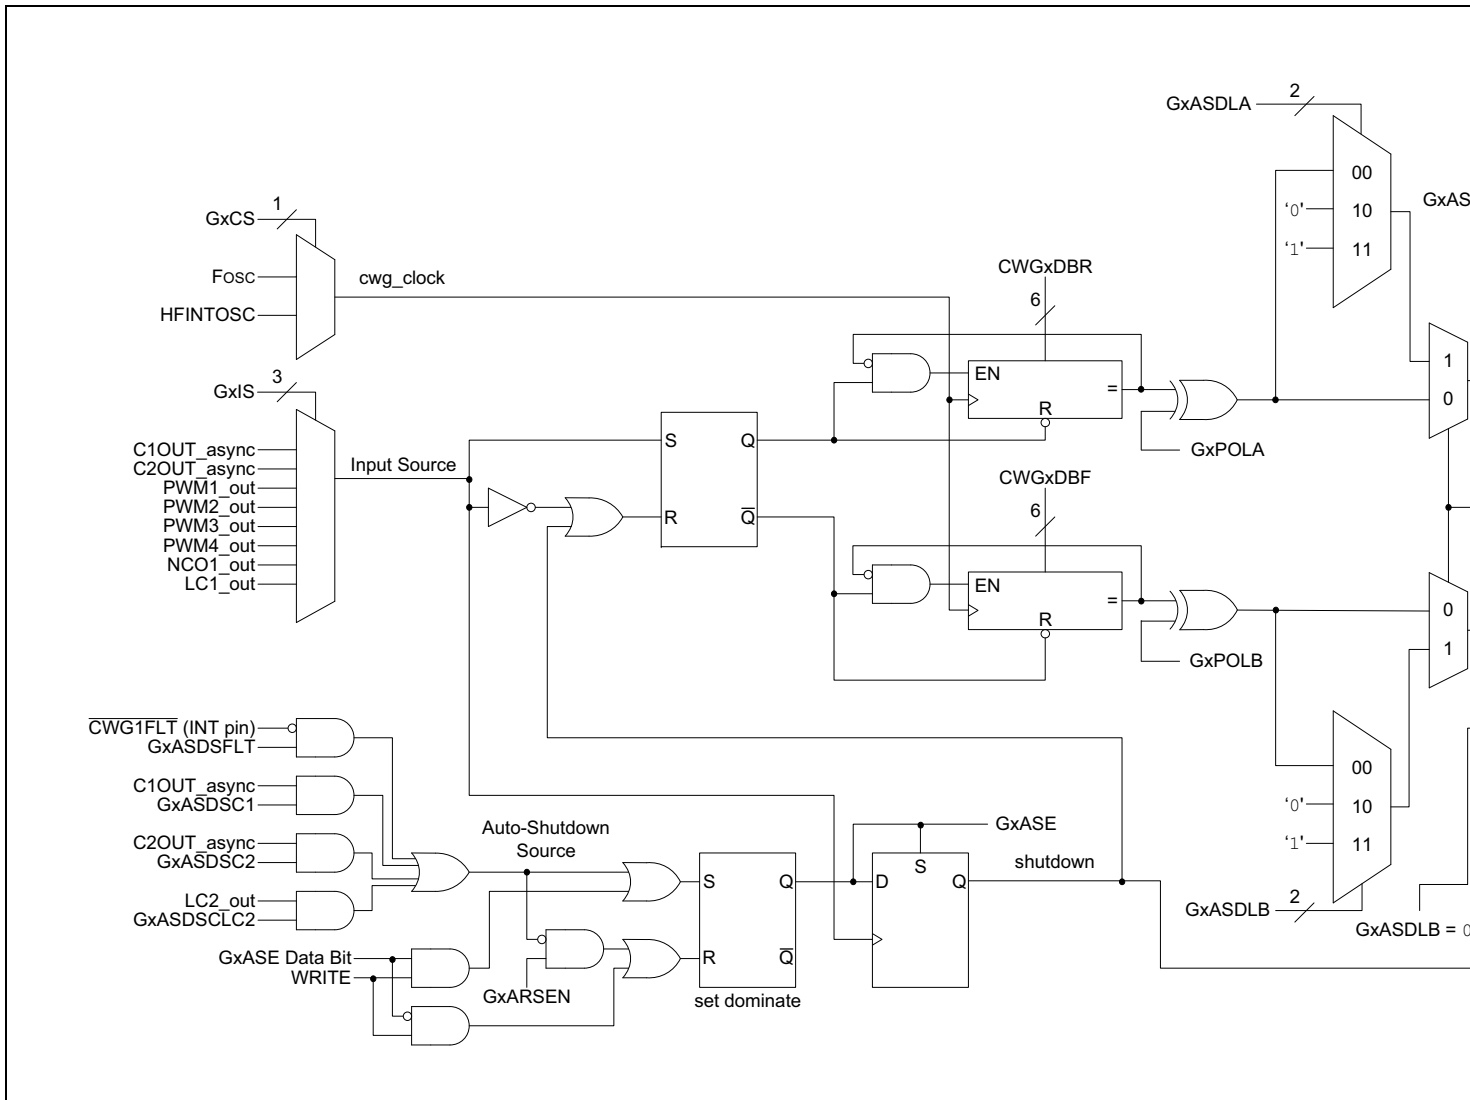 GxASDLA
2
00
'0'
10
'1'
11
GxAS
1
GxCS
FOSC
HFINTOSC
cwg_clock
CWGxDBR
6
EN
=
R
1
0
GxPOLA
3
GxIS
C1OUT_async
C2OUT_async
PWM1_out
PWM2_out
PWM3_out
PWM4_out
NCO1_out
LC1_out
Input Source
S
Q
R
Q
CWGxDBF
6
EN
=
R
0
1
GxPOLB
CWG1FLT (INT pin)
GxASDSFLT
C1OUT_async
GxASDSC1
C2OUT_async
GxASDSC2
LC2_out
GxASDSCLC2
GxASE Data Bit
WRITE
Auto-Shutdown
Source
GxARSEN
S
Q
R
Q
set dominate
GxASE
S
D
Q
shutdown
00
'0'
10
'1'
11
2
GxASDLB
GxASDLB = 0